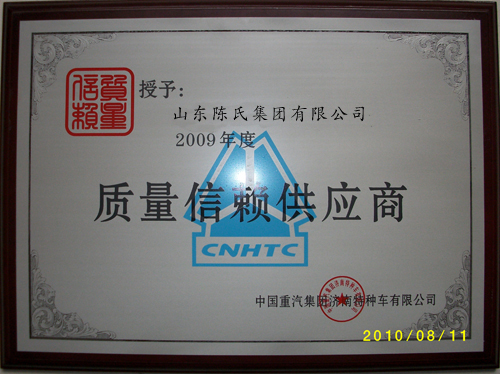 質量
信賴
授予:
山东陈氏集团有限公司
2009年度
质量信赖供应商
CNHTC
中国重汽集团济南特种车有限公司
2010/08/11